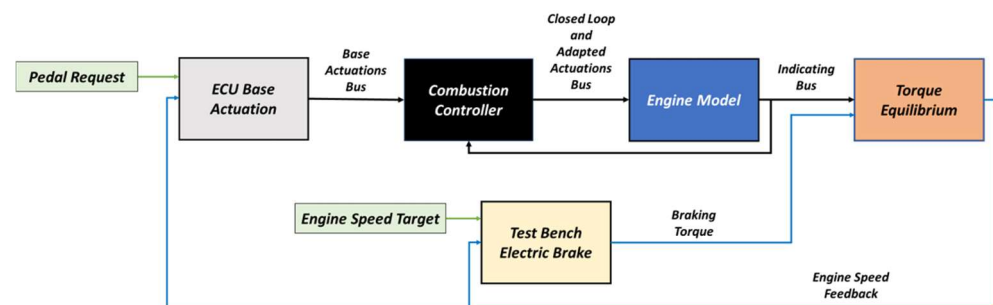 Closed Loop
and
Adapted
Actuations
Bus
Base
Actuations
Bus
Indicating
Bus
Pedal Request
ECU Base
Actuation
Combustion
Controller
Engine Model
Torque
Equilibrium
Engine Speed Target
Test Bench
Electric Brake
Braking
Torque
Engine Speed
Feedback